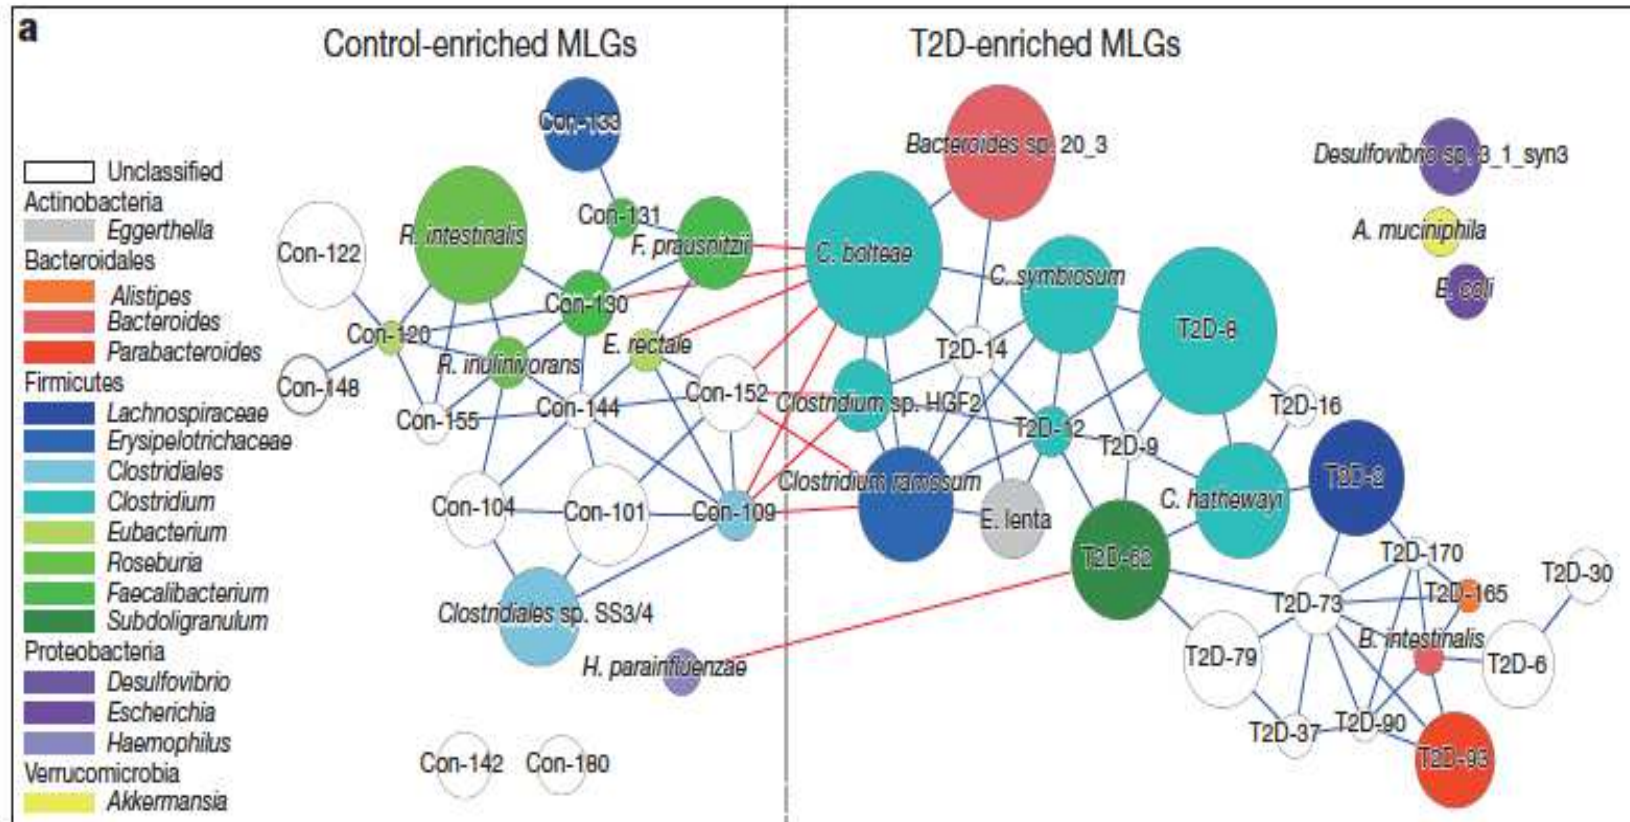 a
Control-enriched MLGs
T2D-enriched MLGs
Unclassified
Actinobacteria
Eggerthella
Bacteroidales
Alistipes
Bacteroides
Parabacteroides
Firmicutes
Lachnospiraceae
Erysipelotrichaceae
Clostridiales
Clostridium
Eubacterium
Roseburia
Faecalibacterium
Subdoligranulum
Proteobacteria
Desulfovibrio
Escherichia
Haemophilus
Verrucomicrobia
Akkermansia
Con-133
Con-131
Con-122
R. intestinalis
F. prausnitzii
Con-130
Con-120
E. rectale
R. inulinivorans
Con-148
Con-152
Con-155
Con-144
Con-104
Con-101
Con-109
Clostridiales sp. SS3/4
H. parainfluenzae
Con-142
Con-180
Bacteroides sp. 20_3
Desulfovibrio sp. 3_1_syn3
A. muciniphila
E. coli
C. bolteae
C. symbiosum
T2D-8
T2D-14
Clostridium sp. HGF2
T2D-16
T2D-12
T2D-9
Clostridium ramosum
T2D-2
C. hathewayi
E. lenta
T2D-62
T2D-170
T2D-30
T2D-165
T2D-73
B. intestinalis
T2D-79
T2D-6
T2D-37
T2D-90
T2D-93